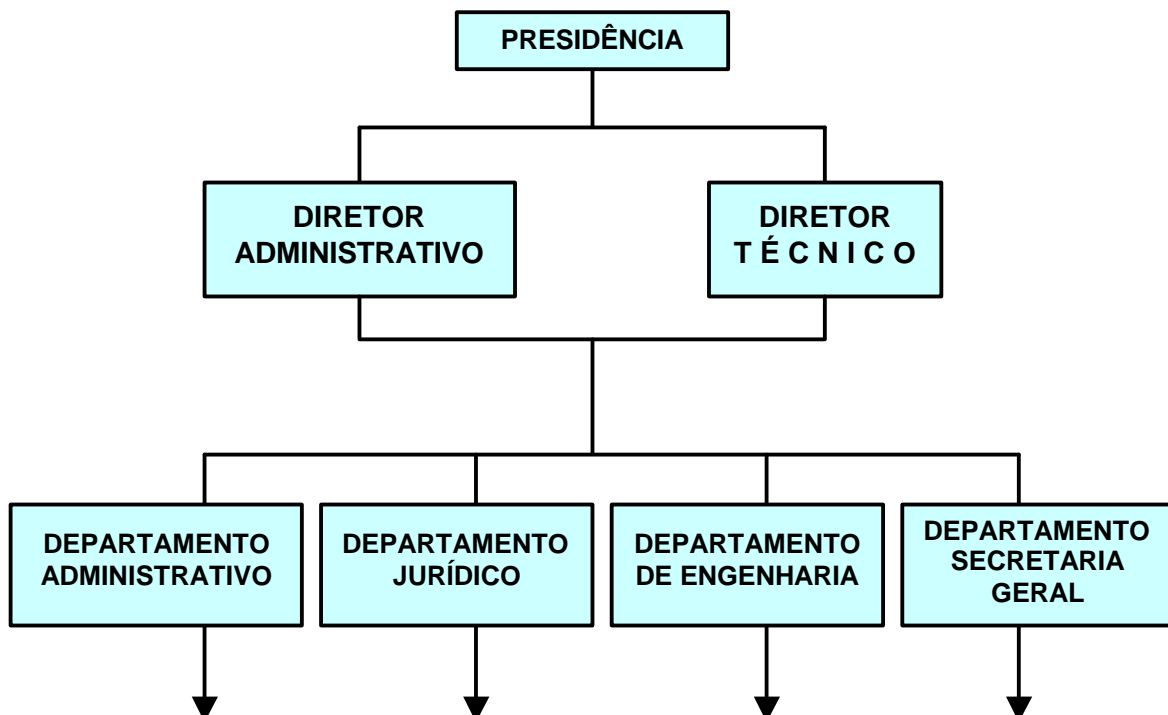 PRESIDÊNCIA
DIRETOR
ADMINISTRATIVO
DIRETOR
T É C N I C O
DEPARTAMENTO
ADMINISTRATIVO
DEPARTAMENTO
JURÍDICO
DEPARTAMENTO
DE ENGENHARIA
DEPARTAMENTO
SECRETARIA
GERAL